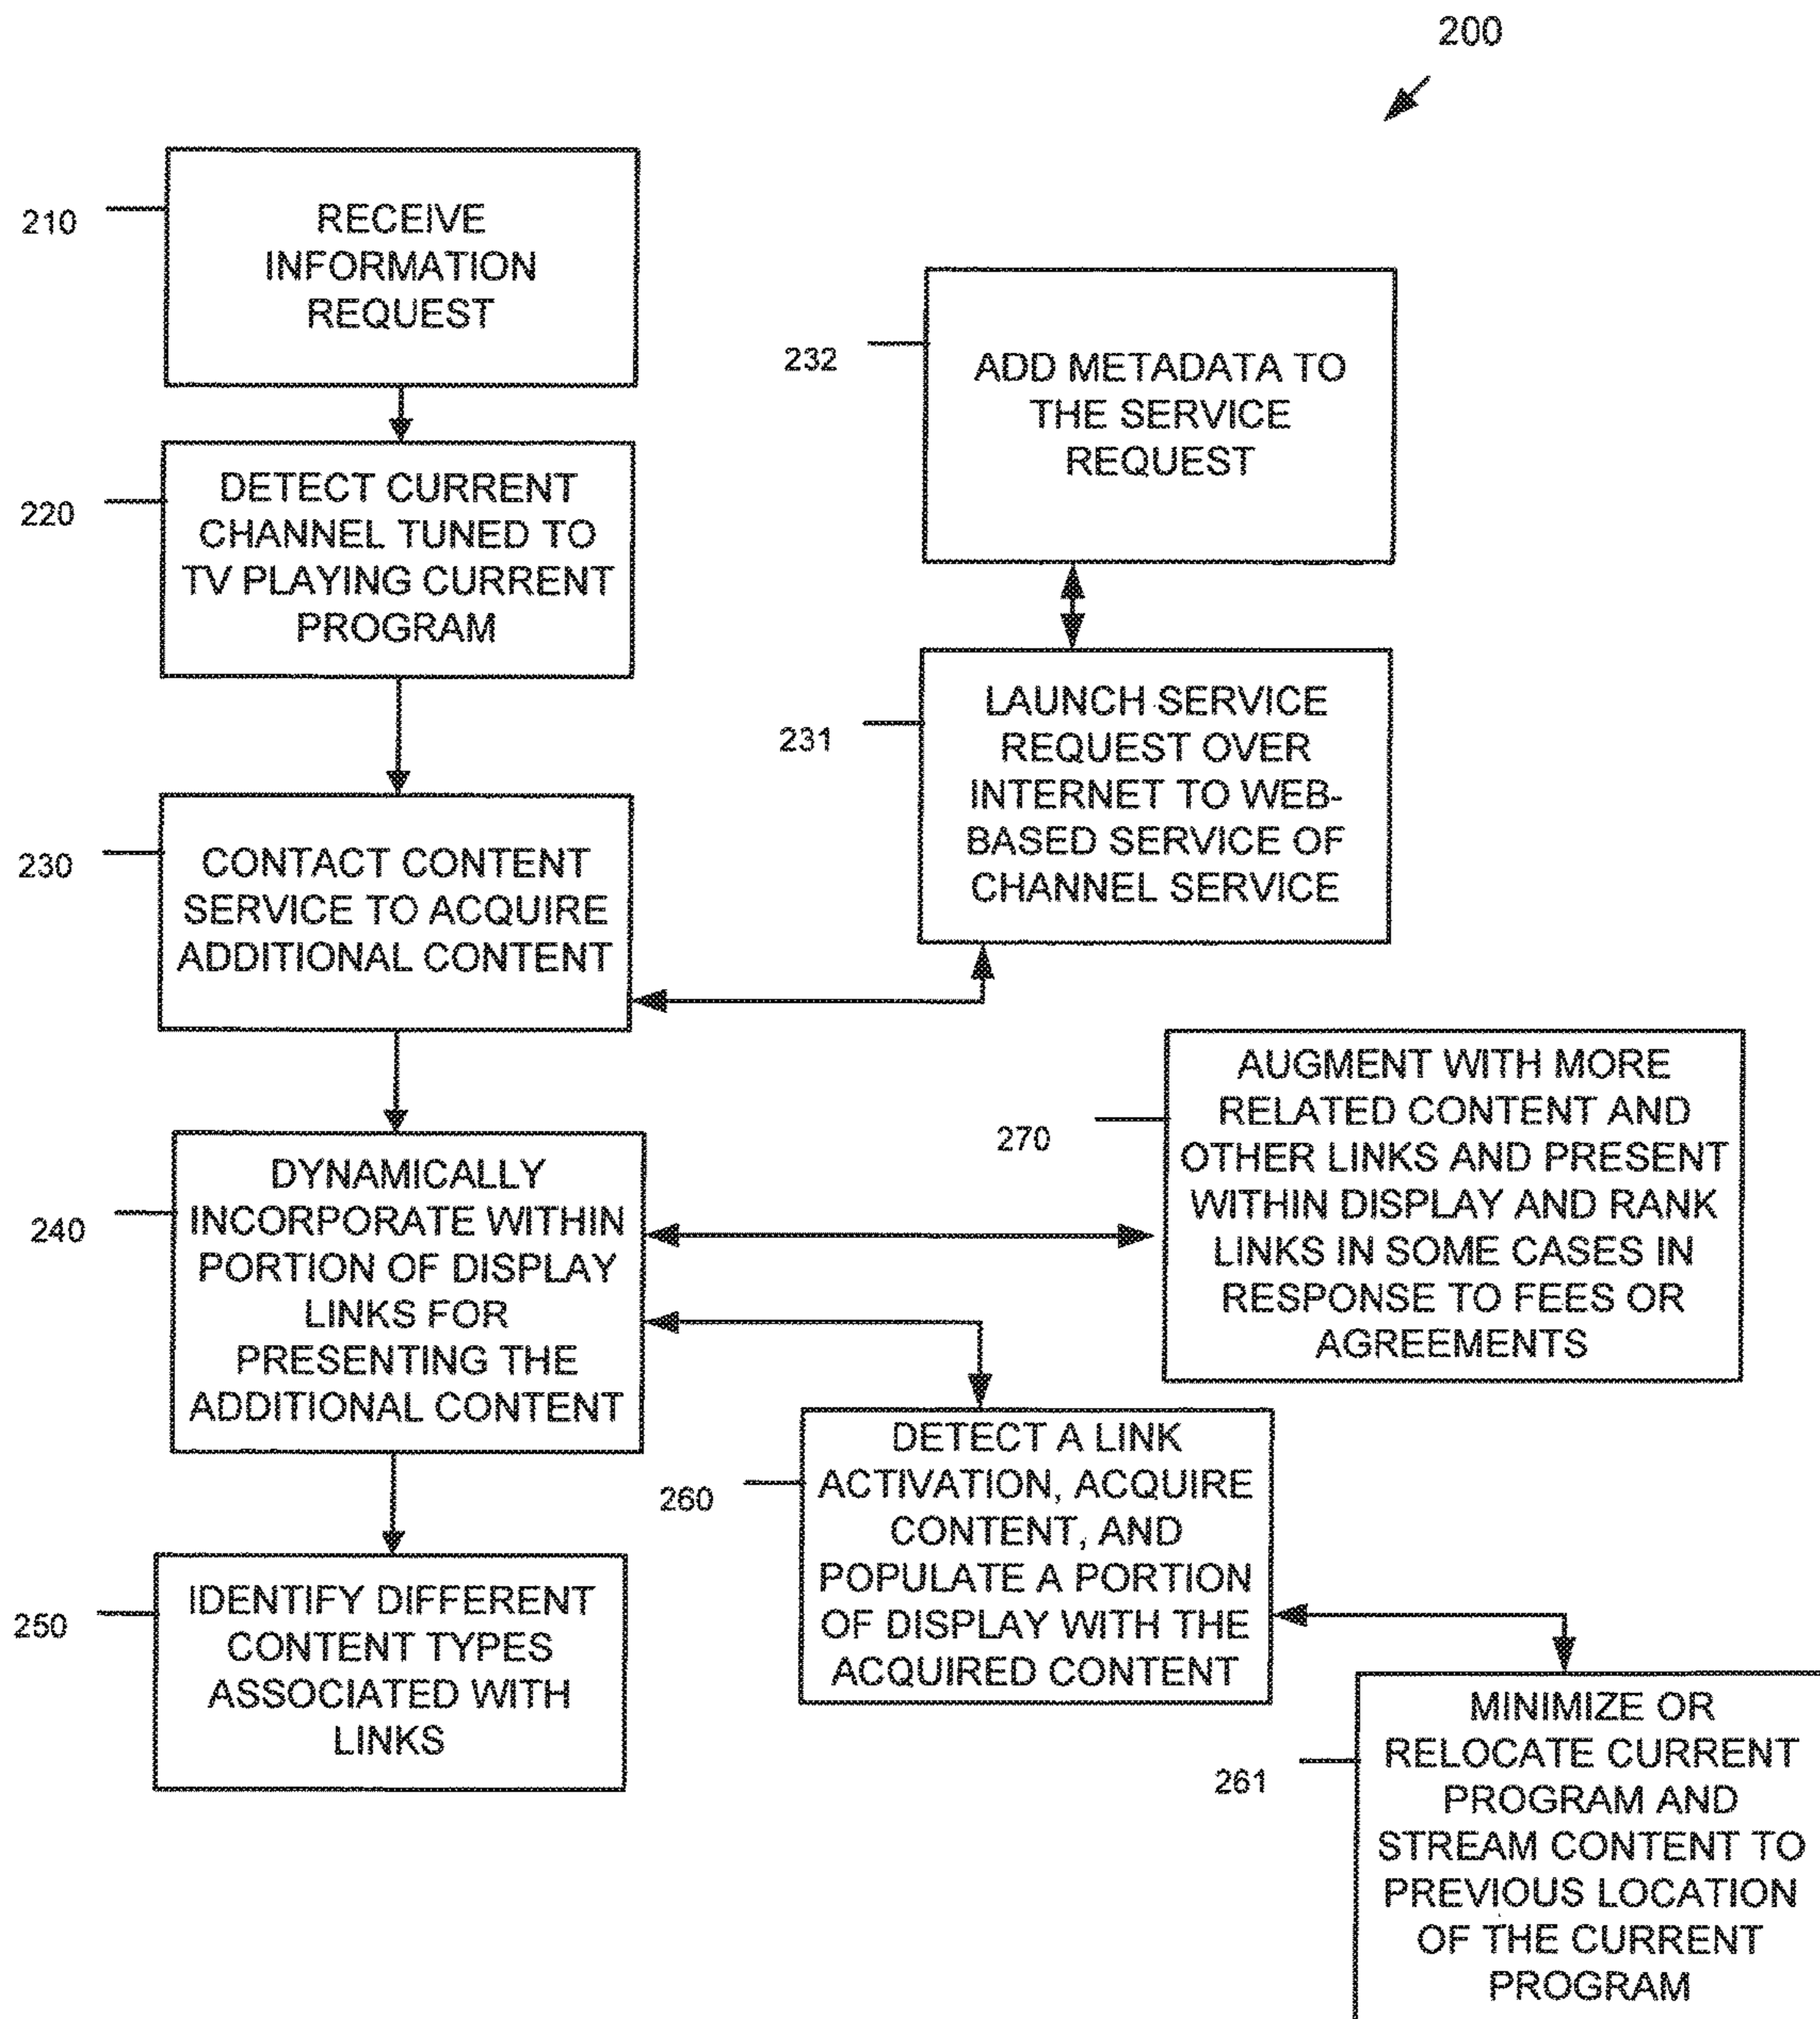 200
210
RECEIVE
INFORMATION
REQUEST
220
DETECT CURRENT
CHANNEL TUNED TO
TV PLAYING CURRENT
PROGRAM
230
CONTACT CONTENT
SERVICE TO ACQUIRE
ADDITIONAL CONTENT
232
ADD METADATA TO
THE SERVICE
REQUEST
231
LAUNCH SERVICE
REQUEST OVER
INTERNET TO WEB-
BASED SERVICE OF
CHANNEL SERVICE
240
DYNAMICALLY
INCORPORATE WITHIN
PORTION OF DISPLAY
LINKS FOR
PRESENTING THE
ADDITIONAL CONTENT
270
AUGMENT WITH MORE
RELATED CONTENT AND
OTHER LINKS AND PRESENT
WITHIN DISPLAY AND RANK
LINKS IN SOME CASES IN
RESPONSE TO FEES OR
AGREEMENTS
250
IDENTIFY DIFFERENT
CONTENT TYPES
ASSOCIATED WITH
LINKS
260
DETECT A LINK
ACTIVATION, ACQUIRE
CONTENT, AND
POPULATE A PORTION
OF DISPLAY WITH THE
ACQUIRED CONTENT
261
MINIMIZE OR
RELOCATE CURRENT
PROGRAM AND
STREAM CONTENT TO
PREVIOUS LOCATION
OF THE CURRENT
PROGRAM